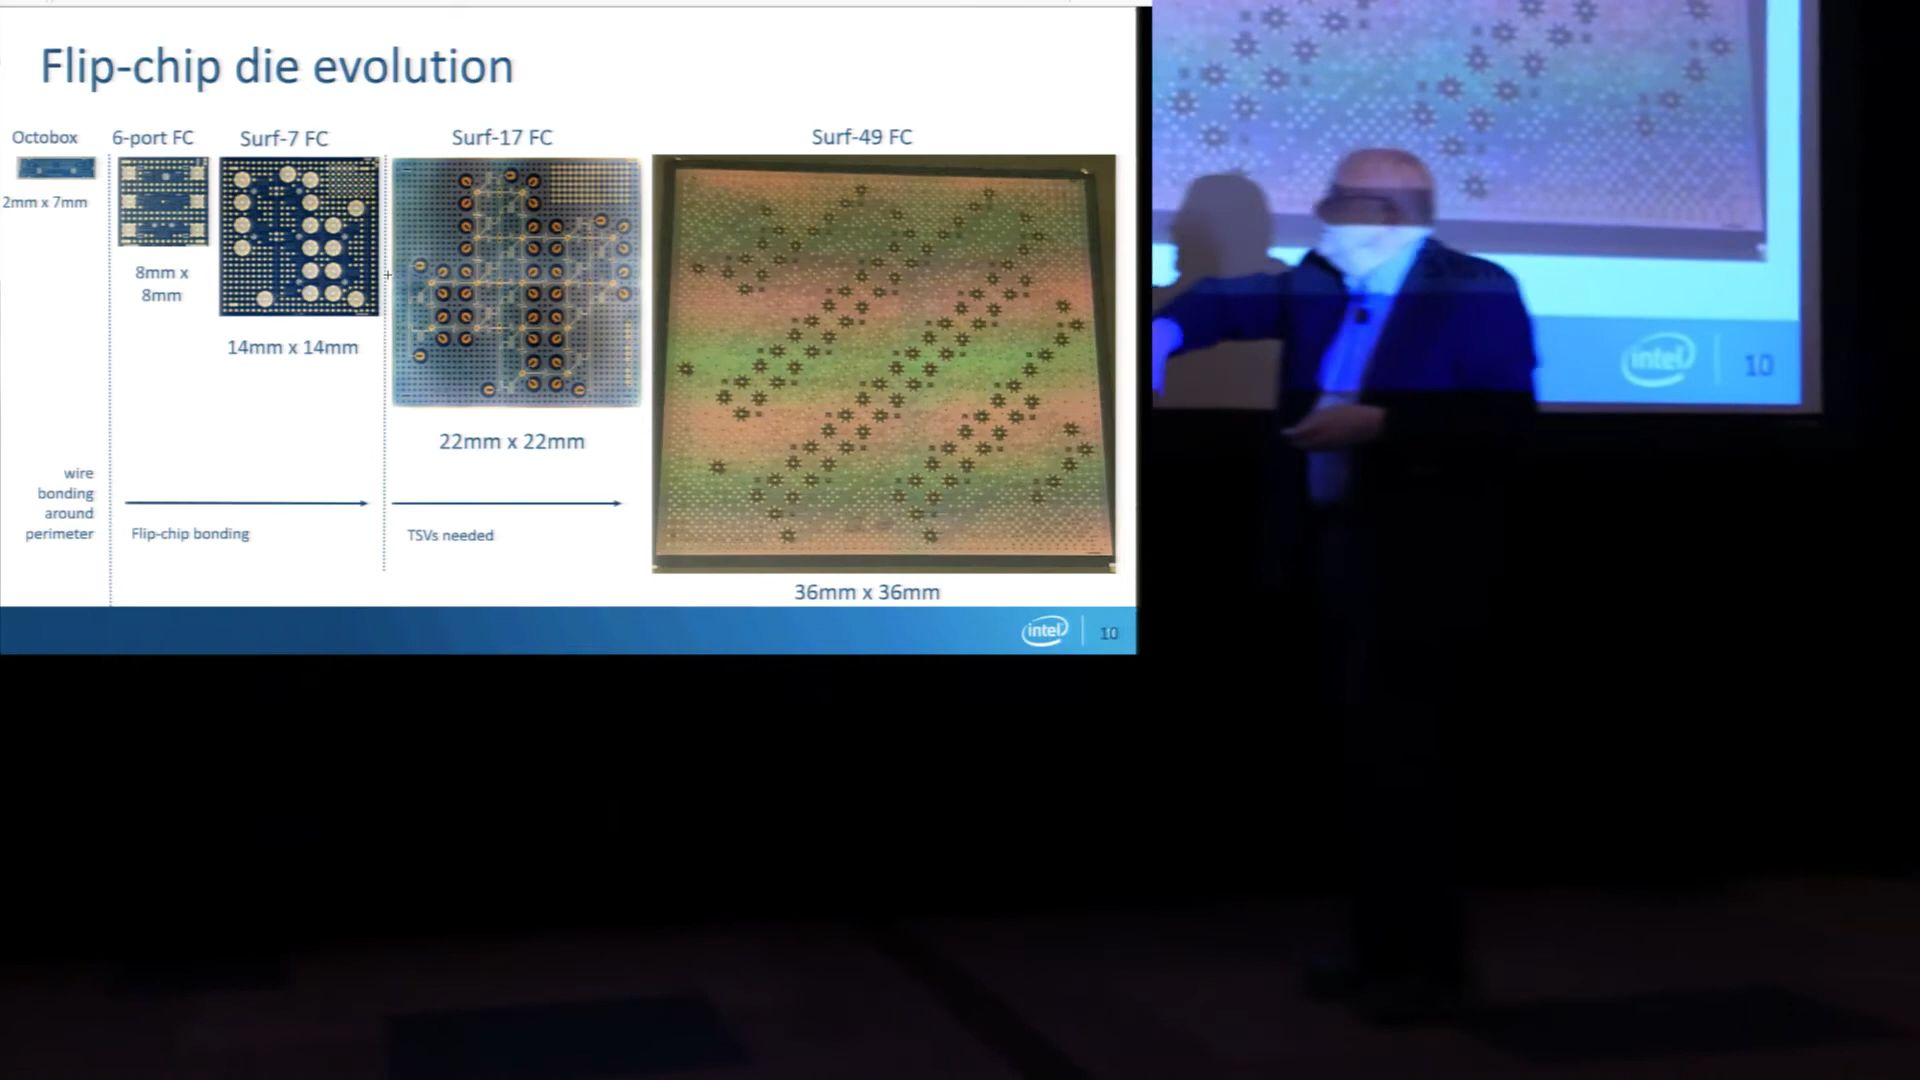 Flip-chip die evolution
Octobox
6-port FC
Surf-7 FC
Surf-17 FC
Surf-49 FC
2mm x 7mm
8mm x
8mm
14mm x 14mm
22mm x 22mm
36mm x 36mm
wire
bonding
around
perimeter
Flip-chip bonding
TSVs needed
intel
10
intel
10